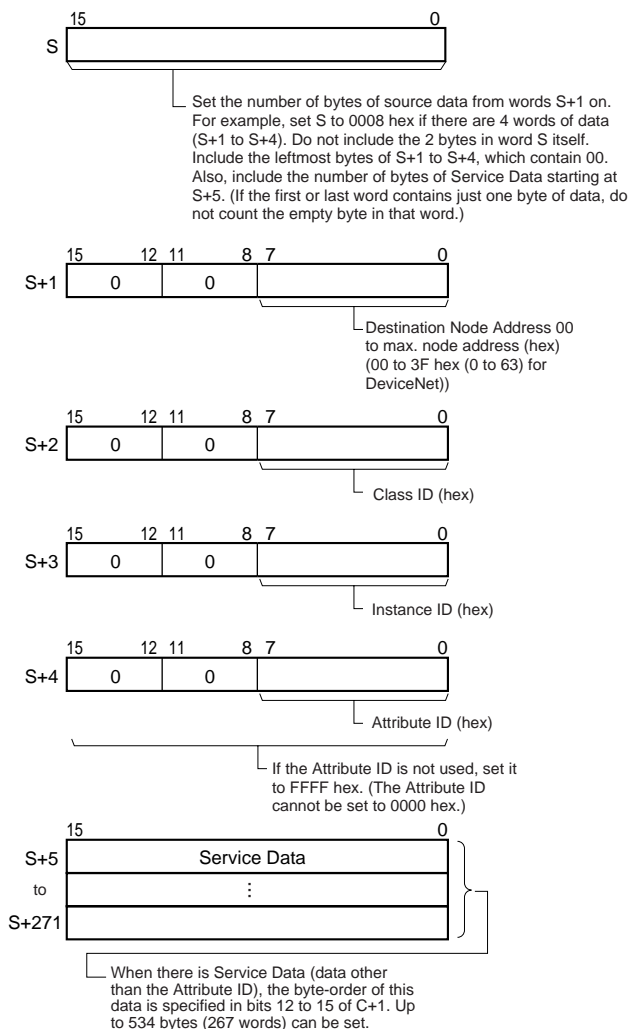 15 0
S
Set the number of bytes of source data from words S+1 on.
For example, set S to 0008 hex if there are 4 words of data
(S+1 to S+4). Do not include the 2 bytes in word S itself.
Include the leftmost bytes of S+1 to S+4, which contain 00.
Also, include the number of bytes of Service Data starting at
S+5. (If the first or last word contains just one byte of data, do
not count the empty byte in that word.)
15 12 11 8 7 0
S+1 0 0
Destination Node Address 00
to max. node address (hex)
(00 to 3F hex (0 to 63) for
DeviceNet))
15 12 11 8 7 0
S+2 0 0
Class ID (hex)
15 12 11 8 7 0
S+3 0 0
Instance ID (hex)
15 12 11 8 7 0
S+4 0 0
Attribute ID (hex)
If the Attribute ID is not used, set it
to FFFF hex. (The Attribute ID
cannot be set to 0000 hex.)
15 0
S+5 Service Data
to ⋮
S+271
When there is Service Data (data other
than the Attribute ID), the byte-order of this
data is specified in bits 12 to 15 of C+1. Up
to 534 bytes (267 words) can be set.